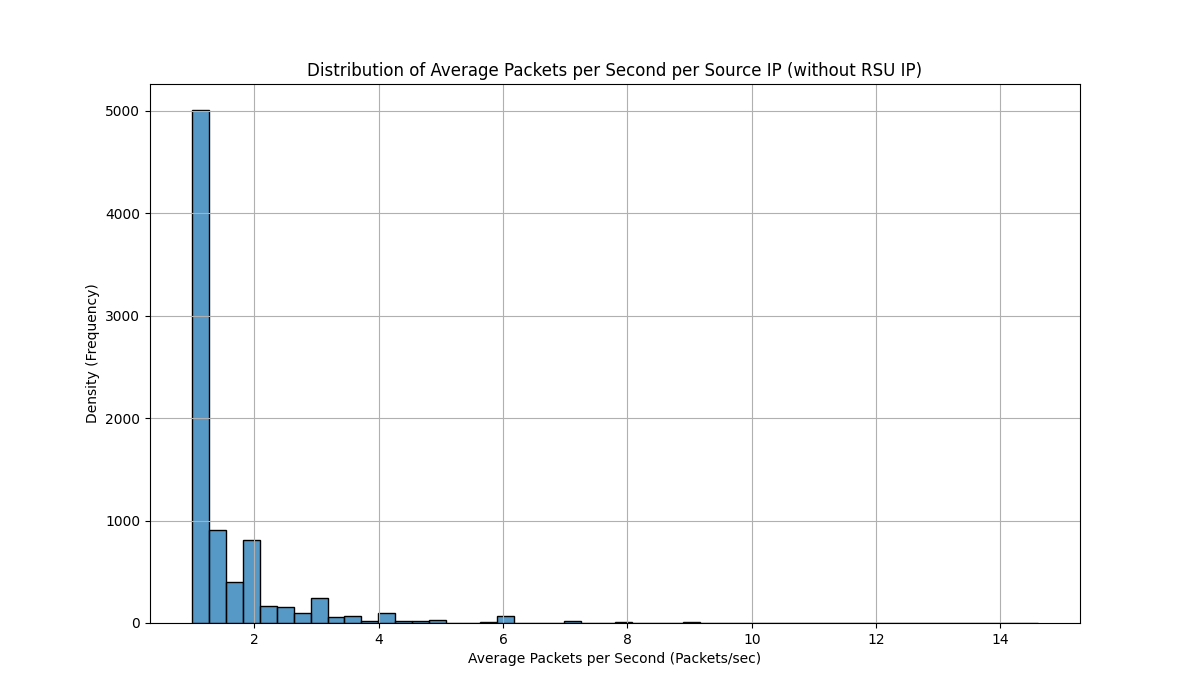 Distribution of Average Packets per Second per Source IP (without RSU IP)
5000
4000
3000
2000
1000
0
Density (Frequency)
2 4 6 8 10 12 14
Average Packets per Second (Packets/sec)